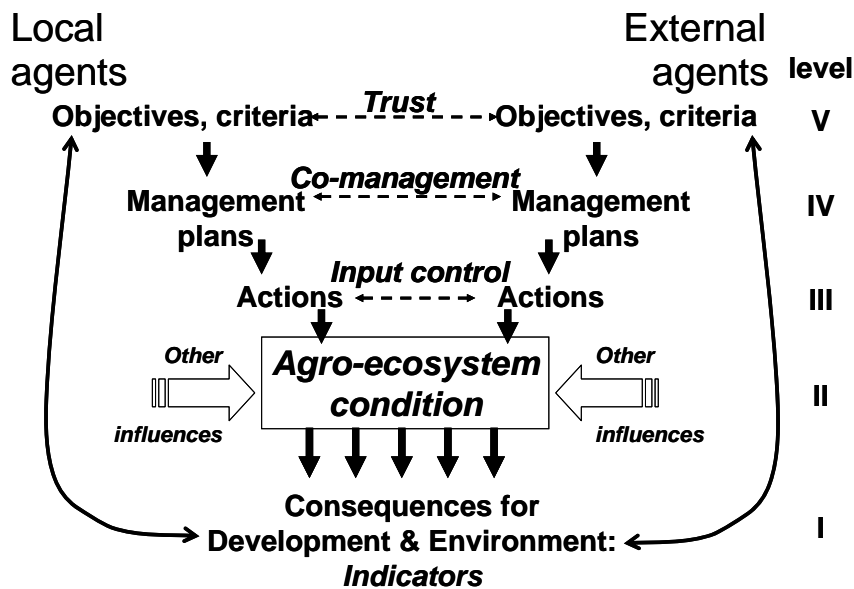 Local
agents
External
agents
level
Trust
Objectives, criteria
Objectives, criteria
V
Co-management
Management
plans
Management
plans
IV
Input control
Actions
Actions
III
Other
influences
Agro-ecosystem
condition
Other
influences
II
Consequences for
Development & Environment:
Indicators
I